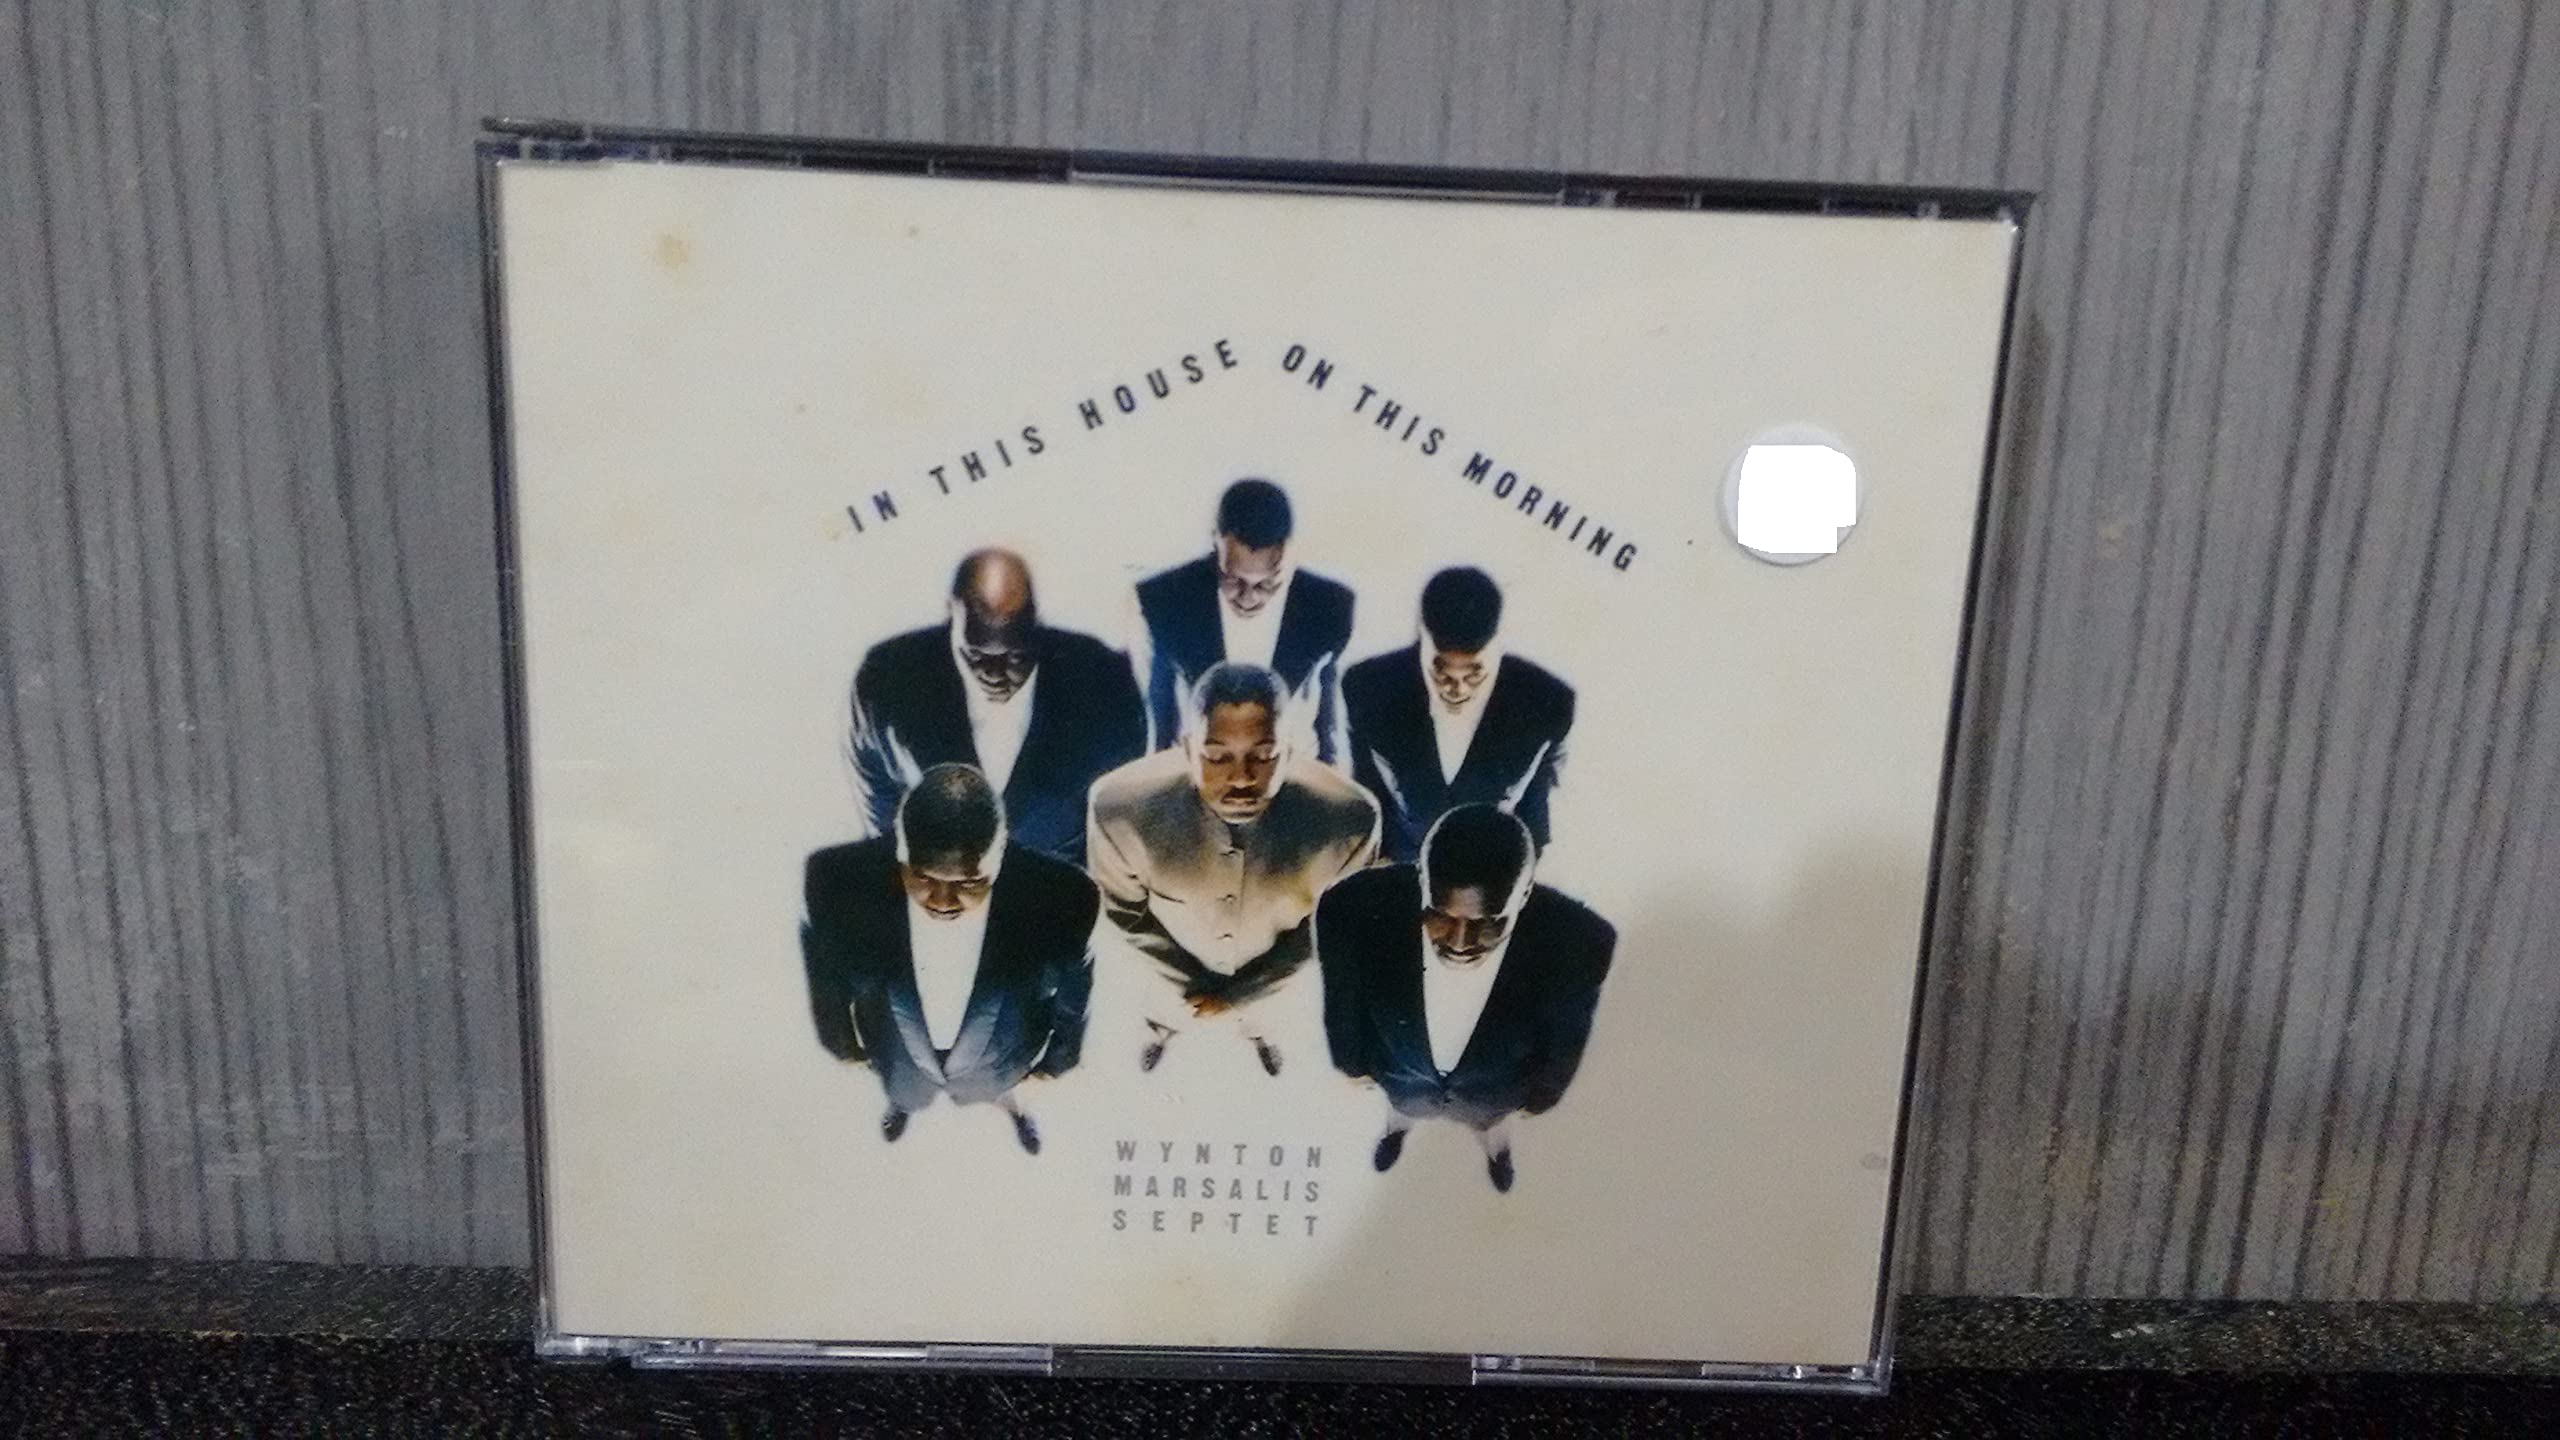 IN THIS HOUSE ON THIS MORNING
WYNTON
MARSALIS
SEPTET